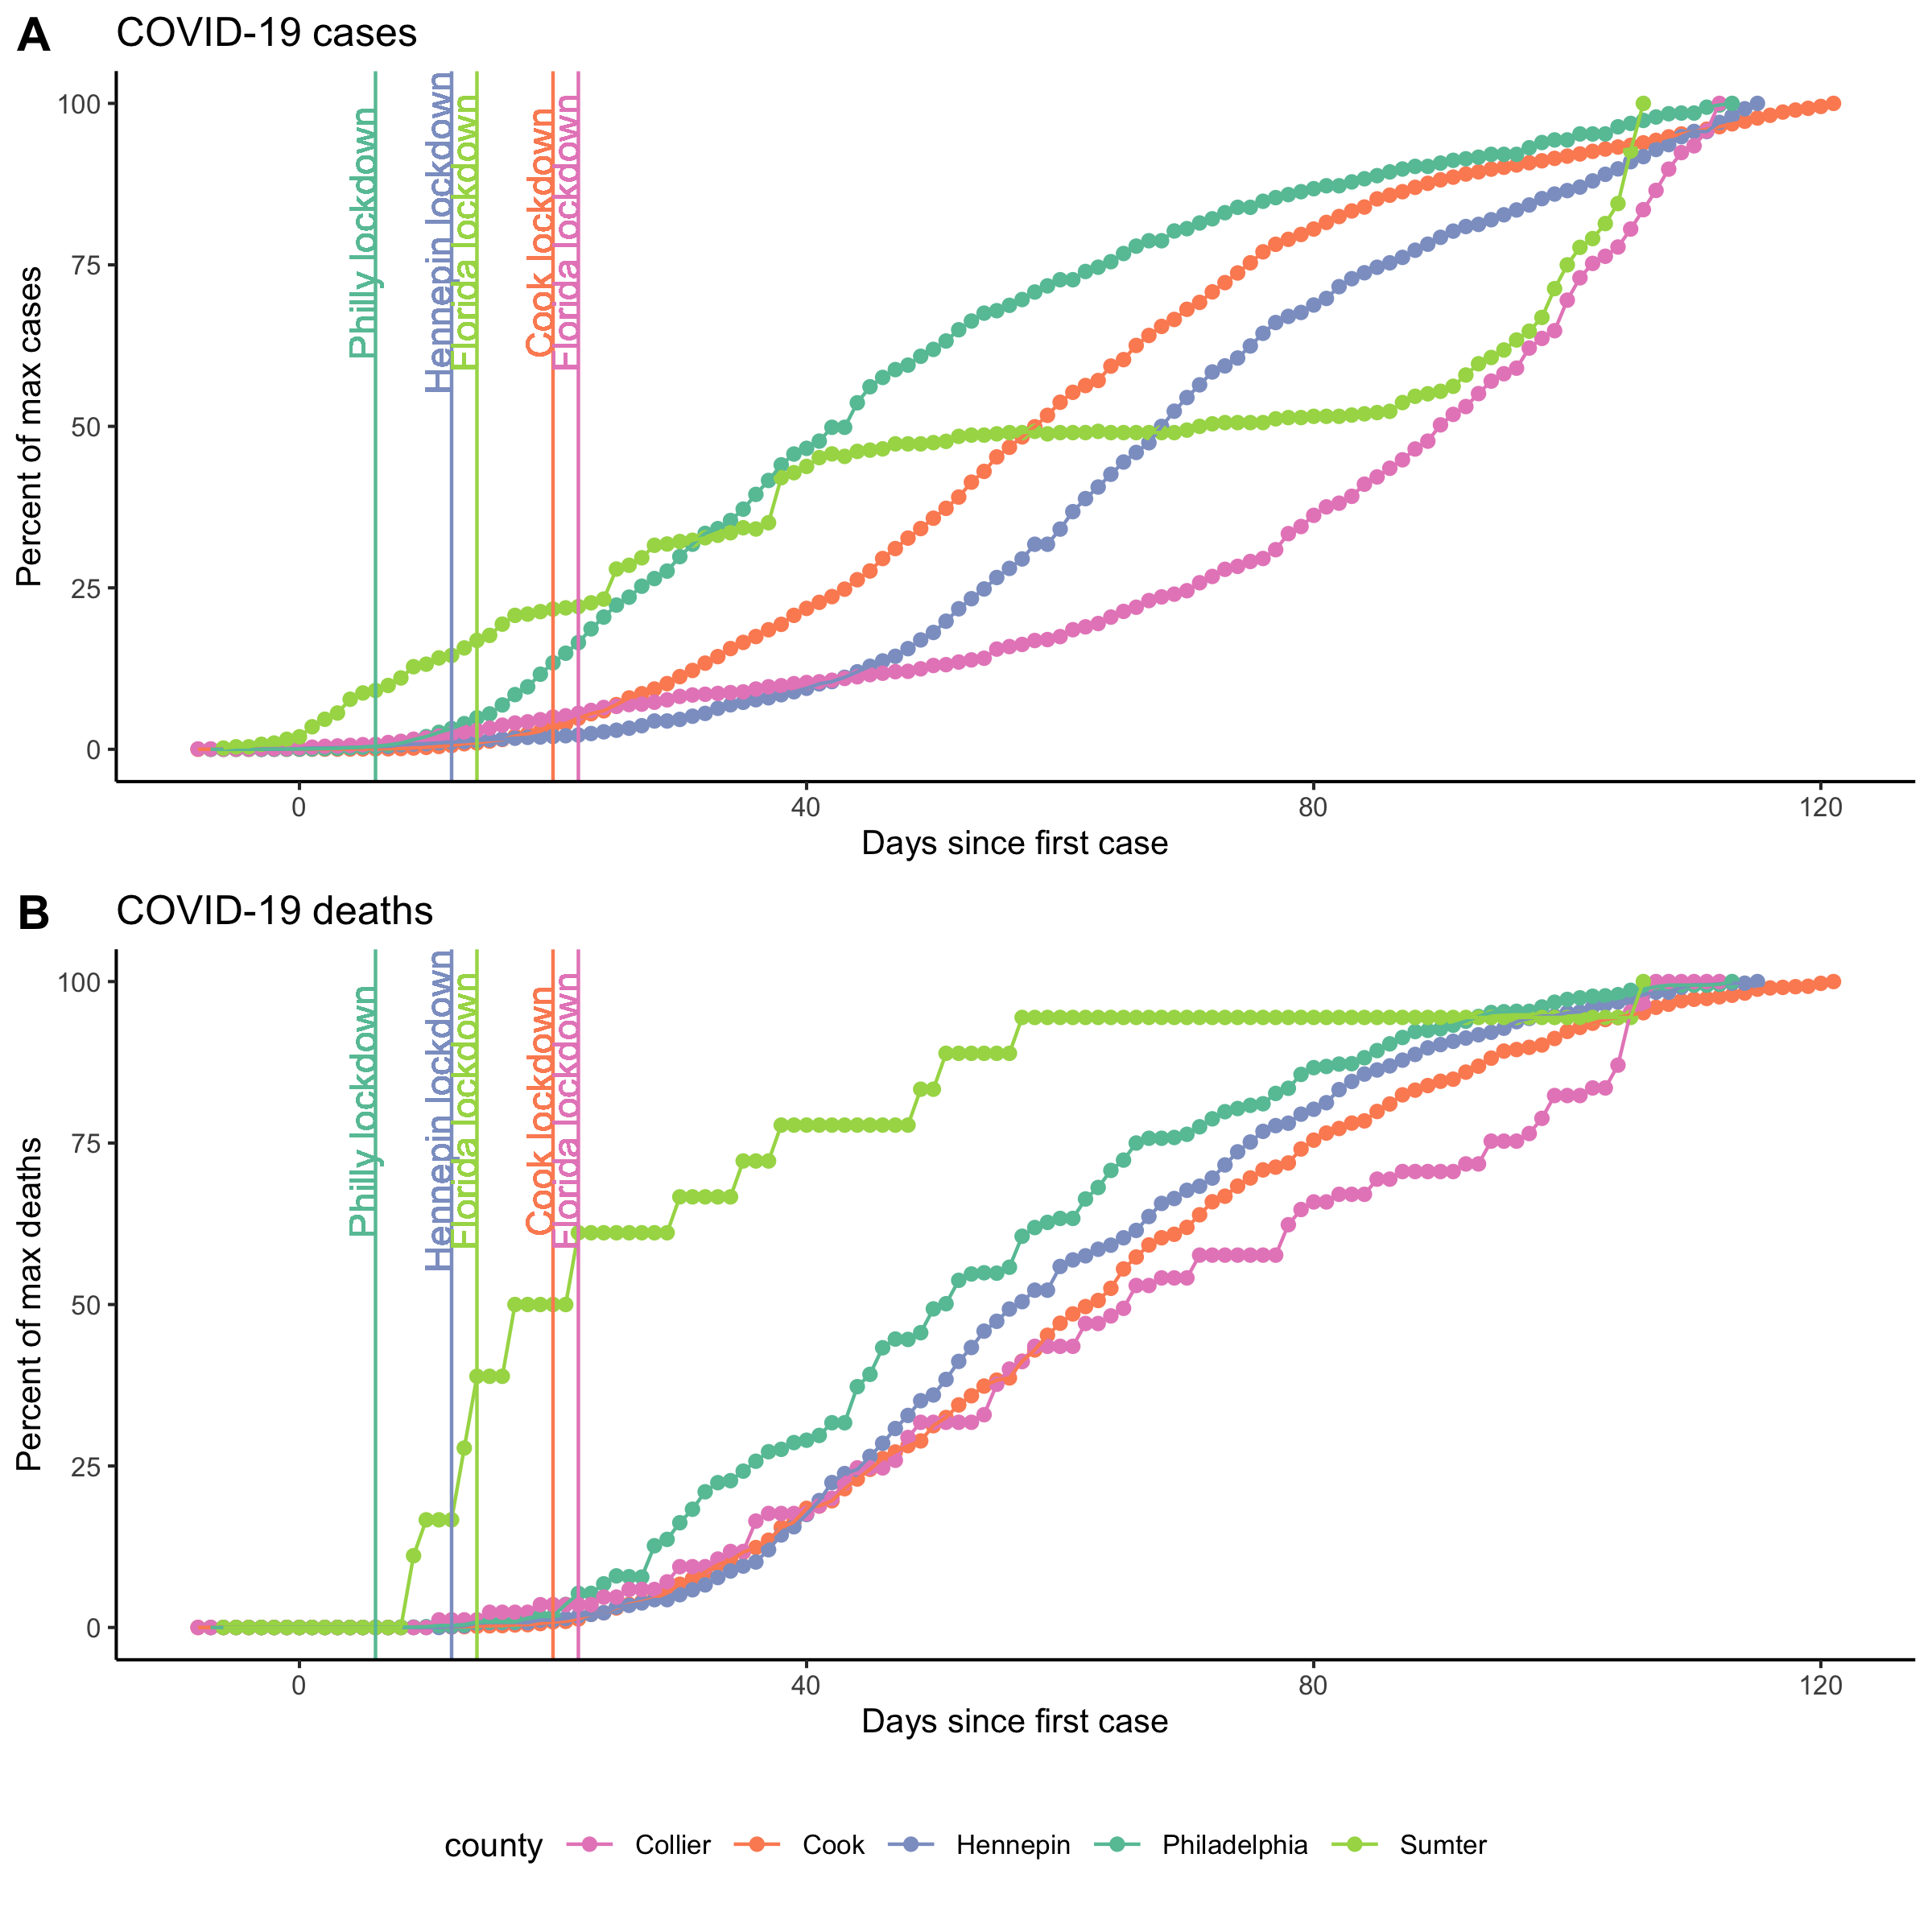 A
COVID-19 cases
Percent of max cases
100
75
50
25
0
Philly lockdown
Hennepin lockdown
Florida lockdown
Cook lockdown
Florida lockdown
0 40 80 120
Days since first case
B
COVID-19 deaths
Percent of max deaths
100
75
50
25
0
Philly lockdown
Hennepin lockdown
Florida lockdown
Cook lockdown
Florida lockdown
0 40 80 120
Days since first case
county Collier Cook Hennepin Philadelphia Sumter